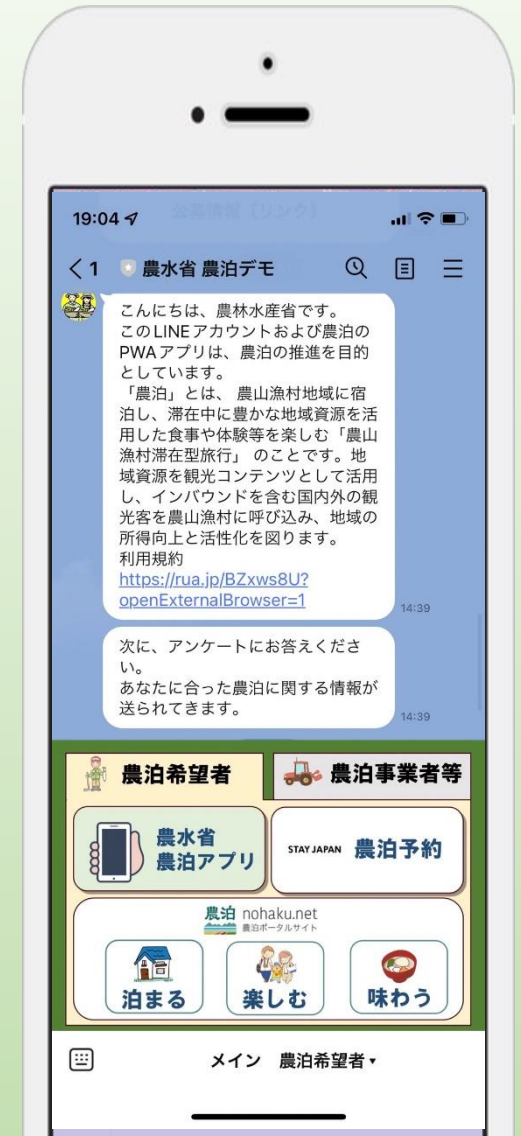 公募情報（リンク）
19:04
1 農水省 農泊デモ
こんにちは、農林水産省です。
このLINEアカウントおよび農泊の
PWAアプリは、農泊の推進を目的
としています。
「農泊」とは、 農山漁村地域に宿
泊し、滞在中に豊かな地域資源を活
用した食事や体験等を楽しむ「農山
漁村滞在型旅行」 のことです。地
域資源を観光コンテンツとして活用
し、インバウンドを含む国内外の観
光客を農山漁村に呼び込み、地域の
所得向上と活性化を図ります。
利用規約
https://rua.jp/BZxws8U?
openExternalBrowser=1
14:39
次に、アンケートにお答えくださ
い。
あなたに合った農泊に関する情報が
送られてきます。
14:39
農泊希望者
農泊事業者等
農水省
農泊アプリ
STAY JAPAN 農泊予約
農泊 nohaku.net
農泊ポータルサイト
泊まる
楽しむ
味わう
メイン 農泊希望者▾